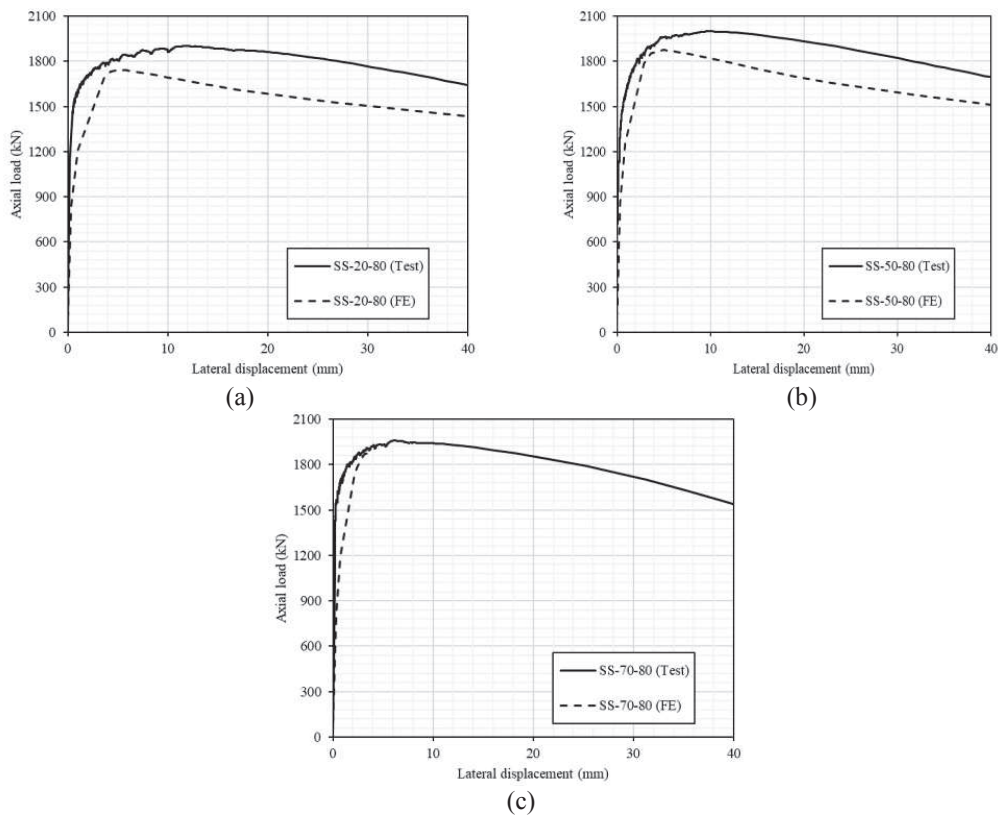 2100
1800
1500
1200
900
600
300
0
Axial load (kN)
SS-20-80 (Test)
SS-20-80 (FE)
0 10 20 30 40
Lateral displacement (mm)
(a)
2100
1800
1500
1200
900
600
300
0
Axial load (kN)
SS-50-80 (Test)
SS-50-80 (FE)
0 10 20 30 40
Lateral displacement (mm)
(b)
2100
1800
1500
1200
900
600
300
0
Axial load (kN)
SS-70-80 (Test)
SS-70-80 (FE)
0 10 20 30 40
Lateral displacement (mm)
(c)